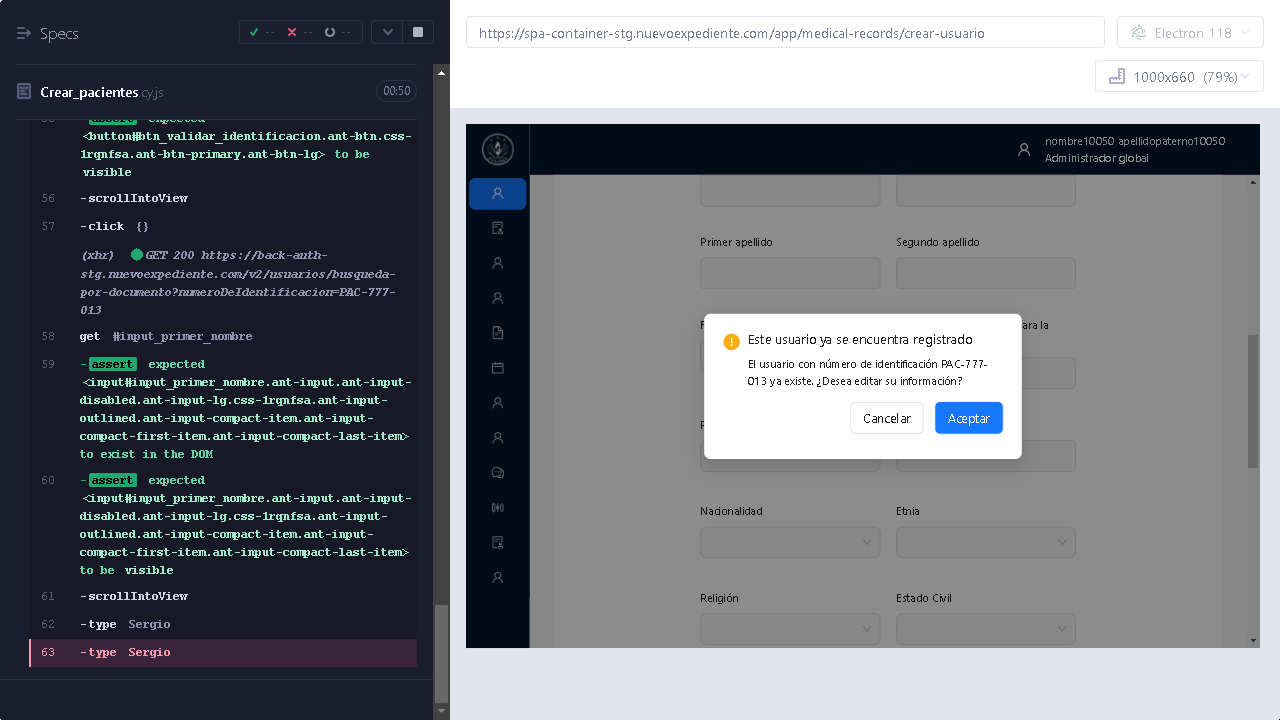 Specs
-- -- --
Crear_pacientes cy.js
00:50
- assert expected
<button#btn_validar_identificacion.ant-btn.css-
1rgnfsa.ant-btn-primary.ant-btn-lg> to be
visible
56 -scrollIntoView
57 -click {}
(xhr) GET 200 https://back-auth-
stg.nuevoexpediente.com/v2/usuarios/busqueda-
por-documento?numeroDeIdentificacion=PAC-777-
013
58 get #input_primer_nombre
59 -assert expected
<input#input_primer_nombre.ant-input.ant-input-
disabled.ant-input-lg.css-1rgnfsa.ant-input-
outlined.ant-input-compact-item.ant-input-
compact-first-item.ant-input-compact-last-item>
to exist in the DOM
60 -assert expected
<input#input_primer_nombre.ant-input.ant-input-
disabled.ant-input-lg.css-1rgnfsa.ant-input-
outlined.ant-input-compact-item.ant-input-
compact-first-item.ant-input-compact-last-item>
to be visible
61 -scrollIntoView
62 -type Sergio
63 -type Sergio
https://spa-container-stg.nuevoexpediente.com/app/medical-records/crear-usuario
Electron 118
1000x660 (79%)
nombre10050 apellidopaterno10050
Administrador global
Primer apellido Segundo apellido
ara la
Este usuario ya se encuentra registrado
El usuario con número de identificación PAC-777-
013 ya existe. ¿Desea editar su información?
Cancelar Aceptar
Nacionalidad Etnia
Religión Estado Civil